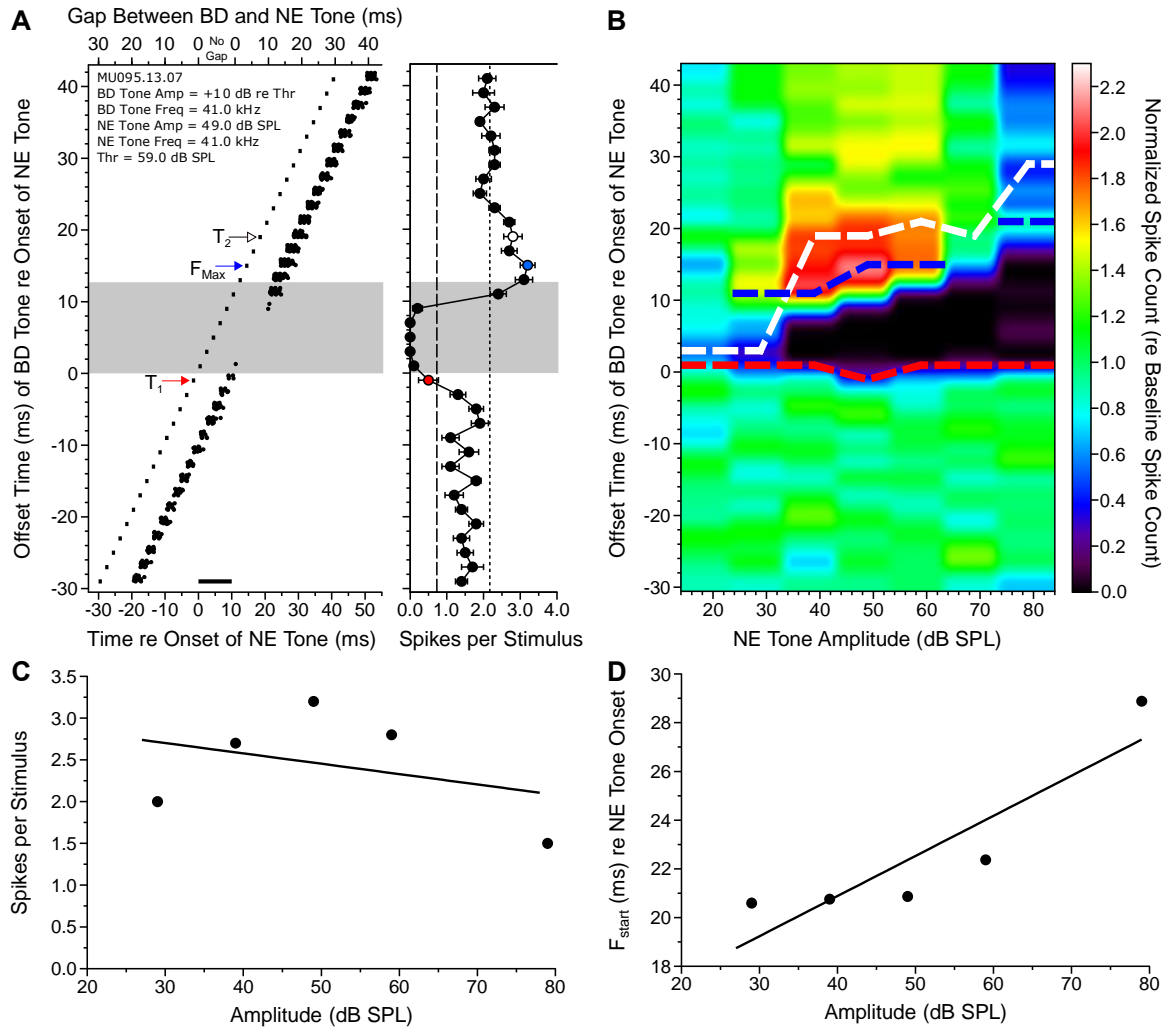 A
Gap Between BD and NE Tone (ms)
30 20 10 0 No Gap 0 10 20 30 40
MU095.13.07
BD Tone Amp = +10 dB re Thr
BD Tone Freq = 41.0 kHz
NE Tone Amp = 49.0 dB SPL
NE Tone Freq = 41.0 kHz
Thr = 59.0 dB SPL
T2
FMax
T1
Offset Time (ms) of BD Tone re Onset of NE Tone
40
30
20
10
0
-10
-20
-30
-30 -20 -10 0 10 20 30 40 50
Time re Onset of NE Tone (ms)
0.0 1.0 2.0 3.0 4.0
Spikes per Stimulus
B
Offset Time (ms) of BD Tone re Onset of NE Tone
40
30
20
10
0
-10
-20
-30
20 30 40 50 60 70 80
NE Tone Amplitude (dB SPL)
2.2
2.0
1.8
1.6
1.4
1.2
1.0
0.8
0.6
0.4
0.2
0.0
Normalized Spike Count (re Baseline Spike Count)
C
Spikes per Stimulus
3.5
3.0
2.5
2.0
1.5
1.0
0.5
0.0
20 30 40 50 60 70 80
Amplitude (dB SPL)
D
Fstart (ms) re NE Tone Onset
30
28
26
24
22
20
18
20 30 40 50 60 70 80
Amplitude (dB SPL)